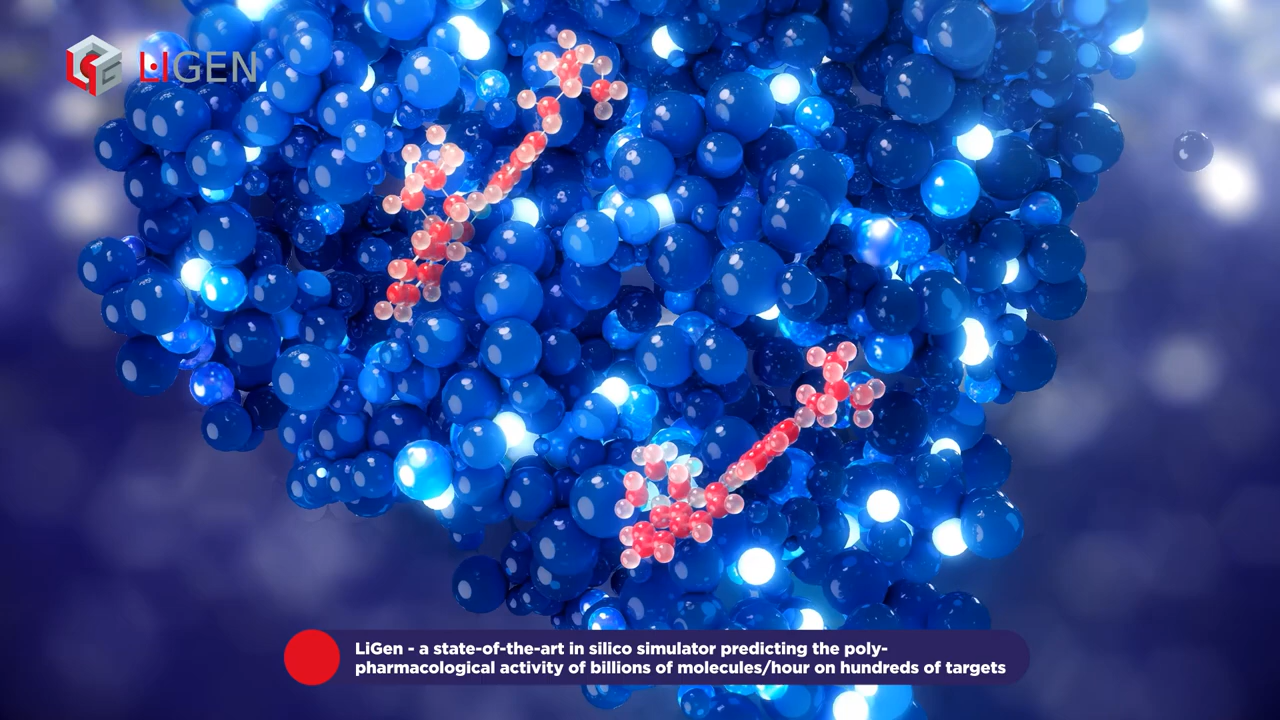 LIGEN
LiGen - a state-of-the-art in silico simulator predicting the poly-
pharmacological activity of billions of molecules/hour on hundreds of targets